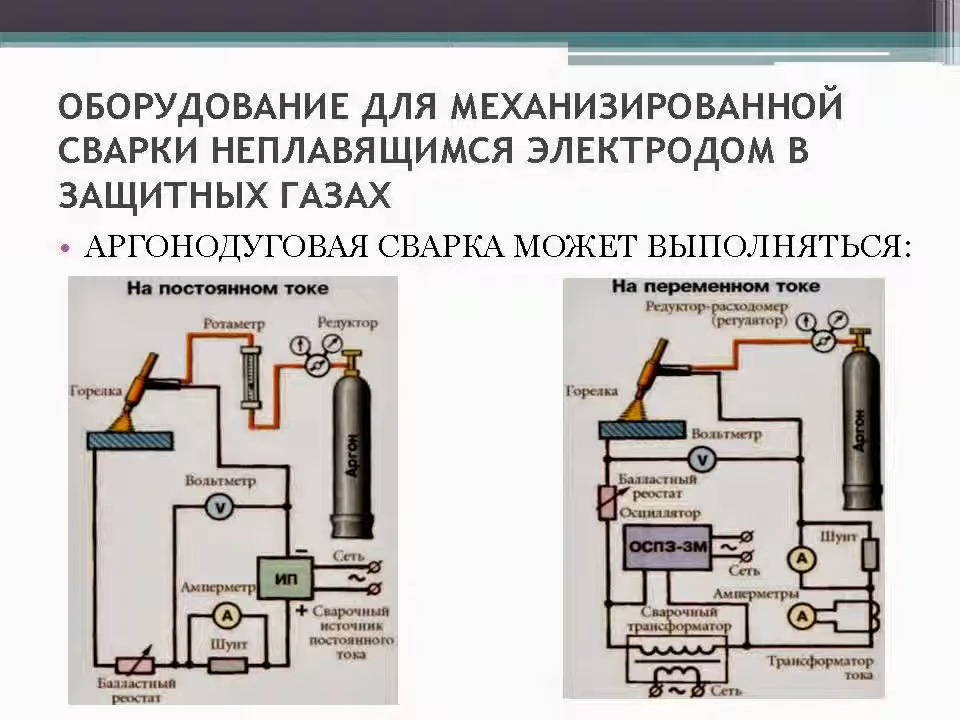 ОБОРУДОВАНИЕ ДЛЯ МЕХАНИЗИРОВАННОЙ
СВАРКИ НЕПЛАВЯЩИМСЯ ЭЛЕКТРОДОМ В
ЗАЩИТНЫХ ГАЗАХ
• АРГОНОДУГОВАЯ СВАРКА МОЖЕТ ВЫПОЛНЯТЬСЯ:
На постоянном токе
Ротаметр
Редуктор
Горелка
Аргон
Вольтметр
V
Сеть
−
ИП
~
Амперметр
+ Сварочный
источник
постоянного
тока
A
Шунт
Балластный
реостат
На переменном токе
Редуктор-расходомер
(регулятор)
Горелка
Аргон
Вольтметр
V
Балластный
реостат
Осциллятор
ОСПЗ-3М
~
Сеть
Шунт
A
Амперметры
A
Сварочный
трансформатор
Трансформатор
тока
~
Сеть